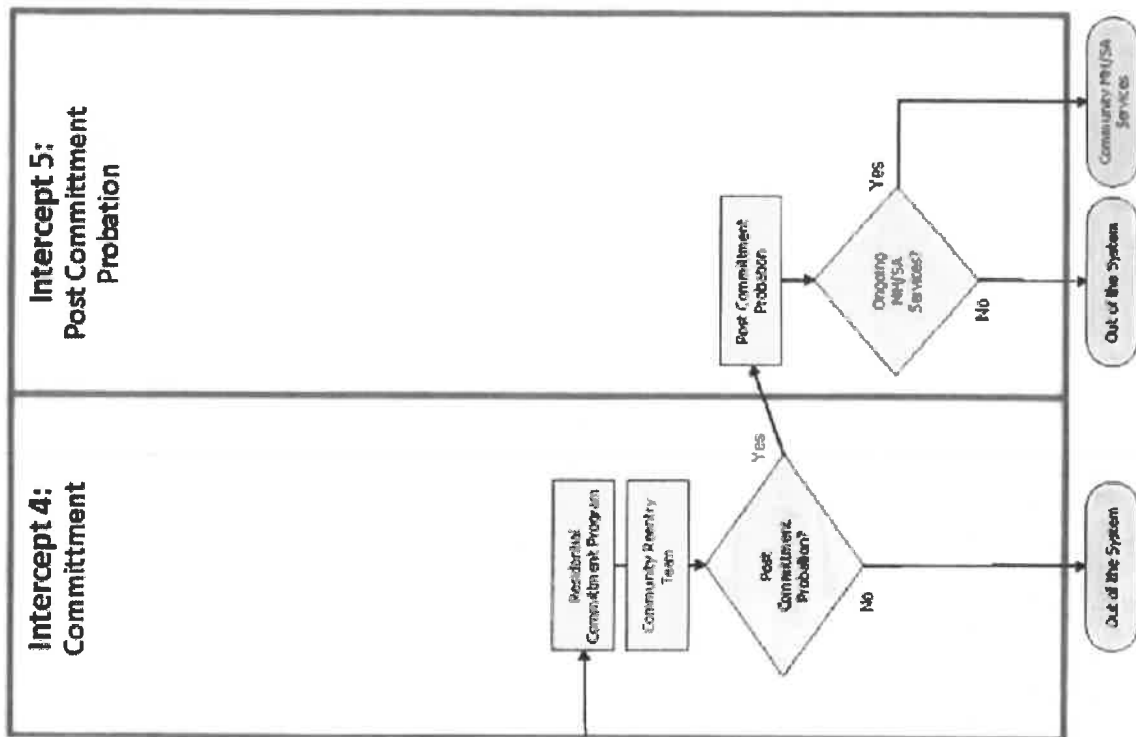 Intercept 4:
Committment
Residential
Commitment Program
Community Reentry
Team
Post
Commitment
Probation?
Yes
No
Out of the System
Intercept 5:
Post Committment
Probation
Post Commitment
Probation
Ongoing
MH/SA
Services?
Yes
No
Out of the System
Community MH/SA
Services